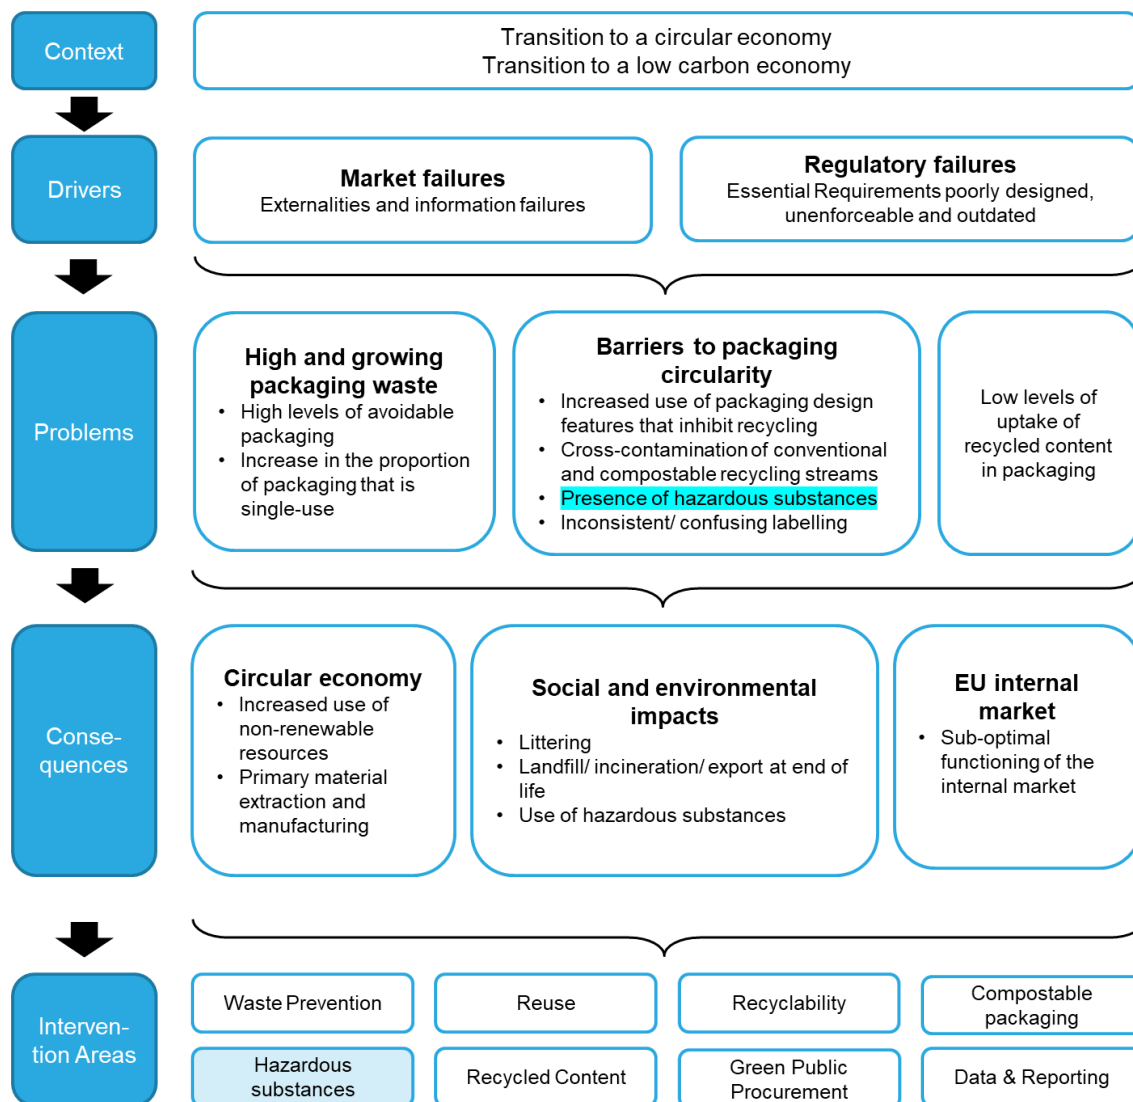 Context
Transition to a circular economy
Transition to a low carbon economy
Drivers
Market failures
Externalities and information failures
Regulatory failures
Essential Requirements poorly designed,
unenforceable and outdated
Problems
High and growing
packaging waste
• High levels of avoidable
packaging
• Increase in the proportion
of packaging that is
single-use
Barriers to packaging
circularity
• Increased use of packaging design
features that inhibit recycling
• Cross-contamination of conventional
and compostable recycling streams
• Presence of hazardous substances
• Inconsistent/ confusing labelling
Low levels of
uptake of
recycled content
in packaging
Conse-
quences
Circular economy
• Increased use of
non-renewable
resources
• Primary material
extraction and
manufacturing
Social and environmental
impacts
• Littering
• Landfill/ incineration/ export at end of
life
• Use of hazardous substances
EU internal
market
• Sub-optimal
functioning of the
internal market
Interven-
tion Areas
Waste Prevention
Reuse
Recyclability
Compostable
packaging
Hazardous
substances
Recycled Content
Green Public
Procurement
Data & Reporting